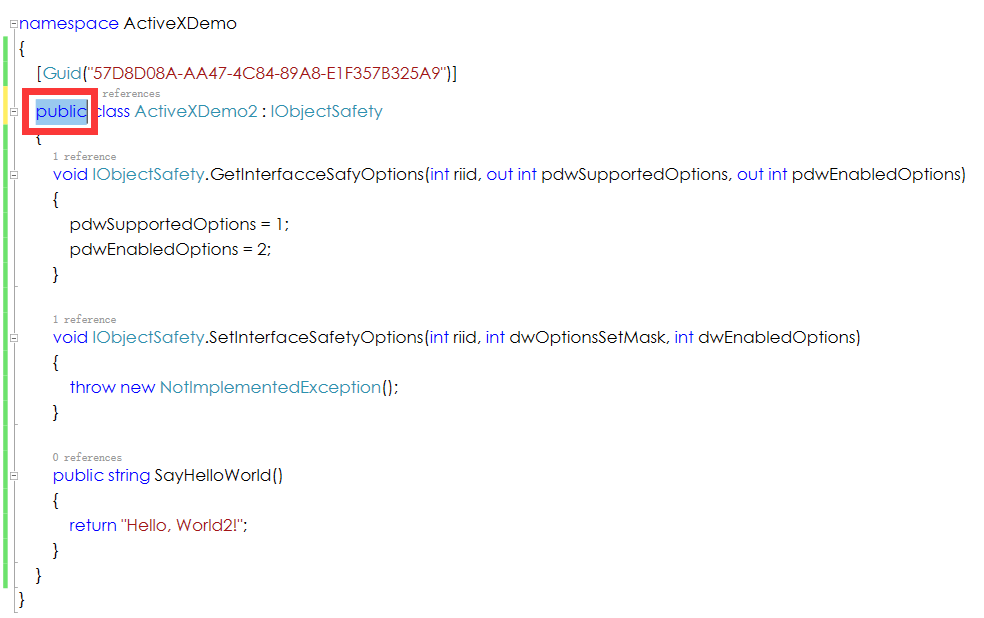 namespace ActiveXDemo
{
[Guid("57D8D08A-AA47-4C84-89A8-E1F357B325A9")]
references
public class ActiveXDemo2 : IObjectSafety
{
1 reference
void IObjectSafety.GetInterfacceSafyOptions(int riid, out int pdwSupportedOptions, out int pdwEnabledOptions)
{
pdwSupportedOptions = 1;
pdwEnabledOptions = 2;
}
1 reference
void IObjectSafety.SetInterfaceSafetyOptions(int riid, int dwOptionsSetMask, int dwEnabledOptions)
{
throw new NotImplementedException();
}
0 references
public string SayHelloWorld()
{
return "Hello, World2!";
}
}
}